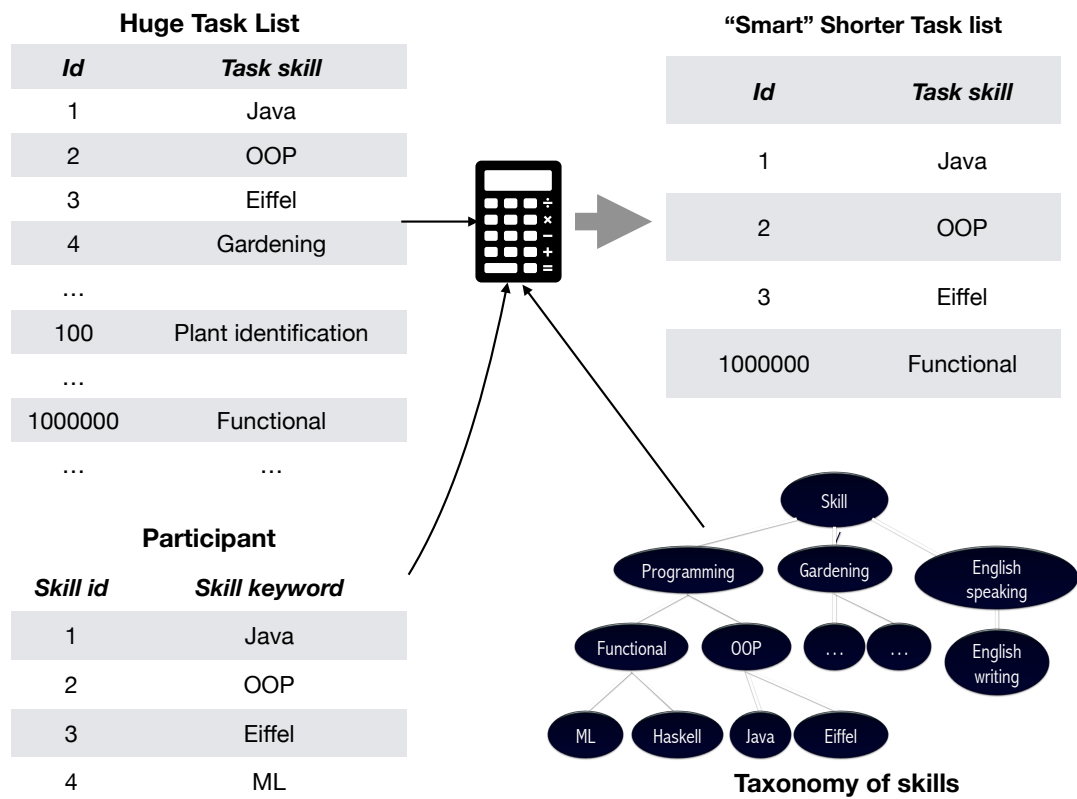 Huge Task List
Id Task skill
1 Java
2 OOP
3 Eiffel
4 Gardening
…
100 Plant identification
…
1000000 Functional
… …
Participant
Skill id Skill keyword
1 Java
2 OOP
3 Eiffel
4 ML
÷
×
−
+
=
“Smart” Shorter Task list
Id Task skill
1 Java
2 OOP
3 Eiffel
1000000 Functional
Skill
Programming Gardening English
speaking
Functional OOP … … English
writing
ML Haskell Java Eiffel
Taxonomy of skills